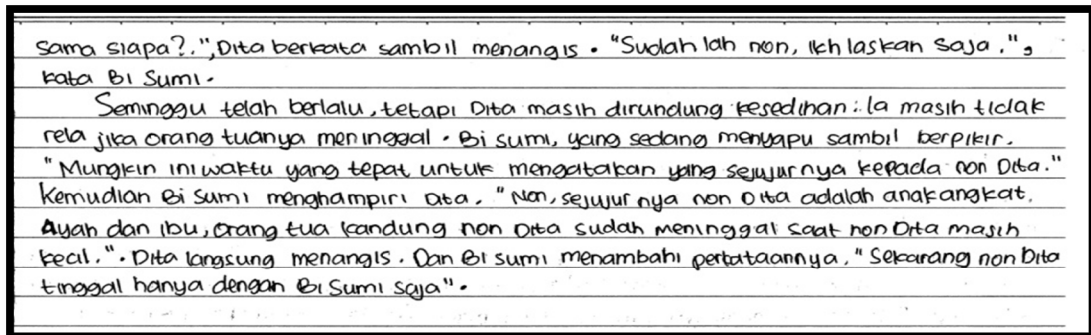 sama siapa?.", Dita berkata sambil menangis. "Sudah lah non, ikhlaskan saja.",
kata Bi Sumi.
Seminggu telah berlalu, tetapi Dita masih dirundung kesedihan. Ia masih tidak
rela jika orang tuanya meninggal. Bi sumi, yang sedang menyapu sambil berpikir.
"Mungkin ini waktu yang tepat untuk mengatakan yang sejujurnya kepada non Dita."
Kemudian Bi Sumi menghampiri Dita. "Non, sejujurnya non Dita adalah anak angkat.
Ayah dan ibu, orang tua kandung non Dita sudah meninggal saat non Dita masih
kecil.". Dita langsung menangis. Dan Bi sumi menambahi perkataannya. "Sekarang non Dita
tinggal hanya dengan Bi Sumi saja".